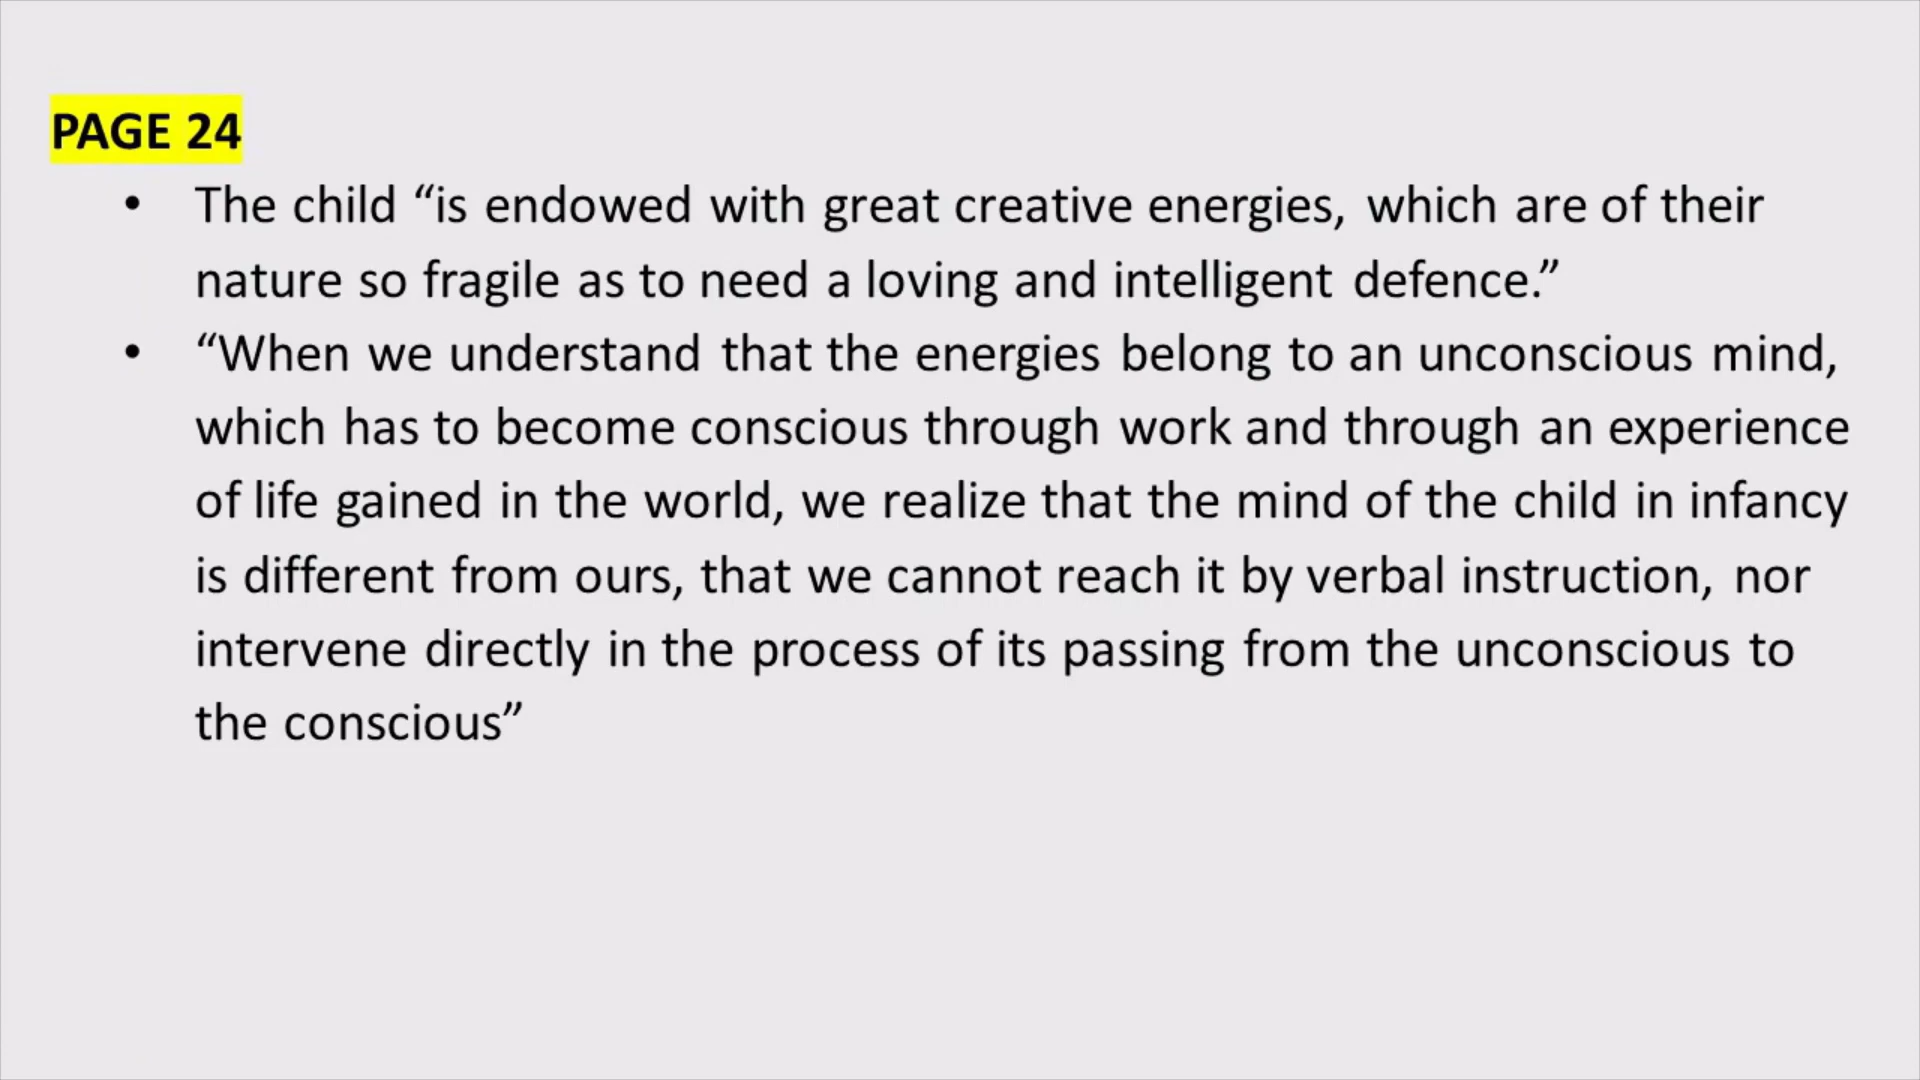 PAGE 24
• The child “is endowed with great creative energies, which are of their
nature so fragile as to need a loving and intelligent defence.”
• “When we understand that the energies belong to an unconscious mind,
which has to become conscious through work and through an experience
of life gained in the world, we realize that the mind of the child in infancy
is different from ours, that we cannot reach it by verbal instruction, nor
intervene directly in the process of its passing from the unconscious to
the conscious”